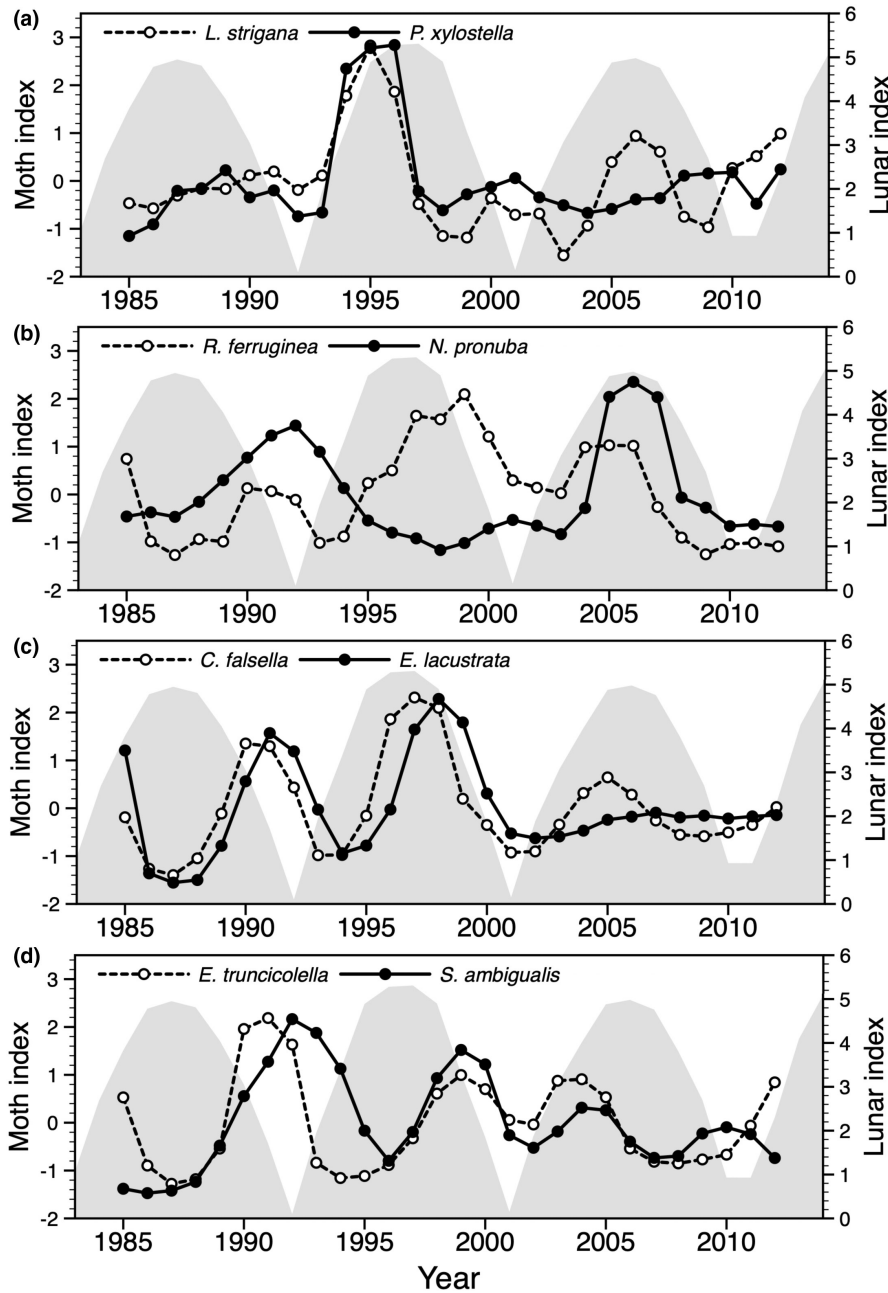 (a)
L. strigana P. xylostella
Moth index
3
2
1
0
-1
-2
6
5
4
3
2
1
0
Lunar index
1985 1990 1995 2000 2005 2010
(b)
R. ferruginea N. pronuba
Moth index
3
2
1
0
-1
-2
6
5
4
3
2
1
0
Lunar index
1985 1990 1995 2000 2005 2010
(c)
C. falsella E. lacustrata
Moth index
3
2
1
0
-1
-2
6
5
4
3
2
1
0
Lunar index
1985 1990 1995 2000 2005 2010
(d)
E. truncicolella S. ambigualis
Moth index
3
2
1
0
-1
-2
6
5
4
3
2
1
0
Lunar index
1985 1990 1995 2000 2005 2010
Year